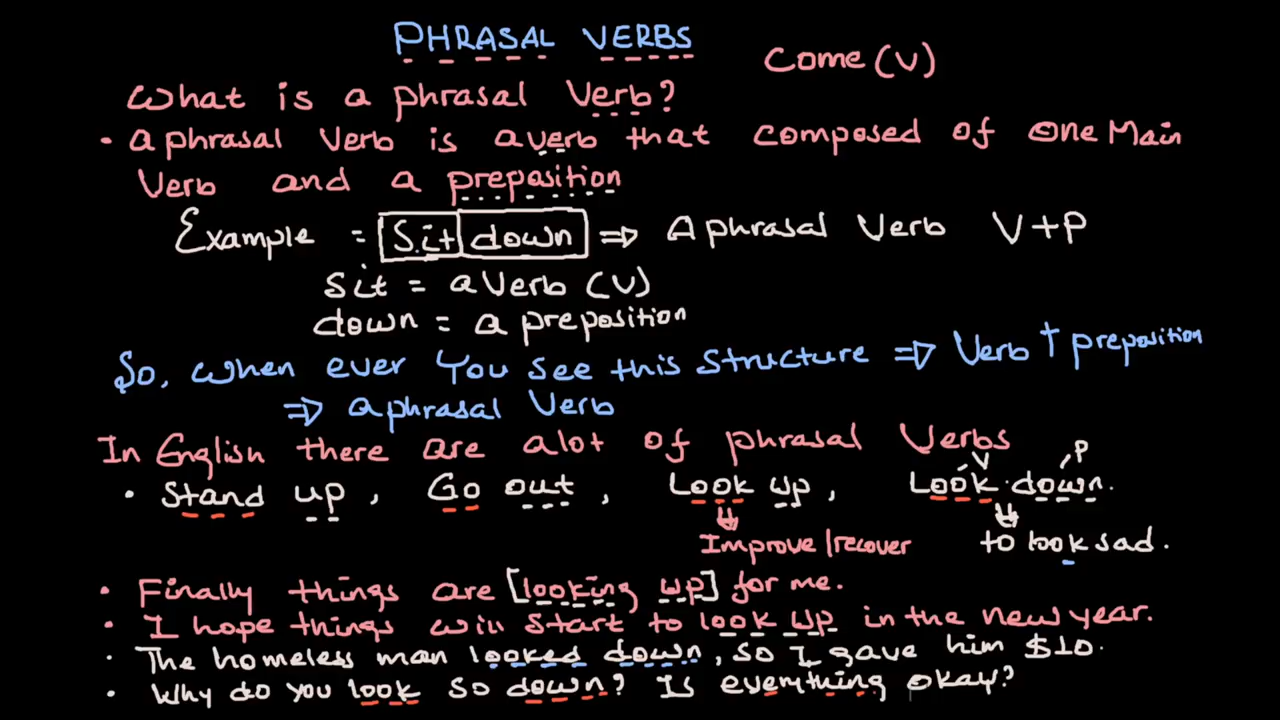 PHRASAL VERBS
Come (V)
What is a phrasal Verb?
• a phrasal Verb is a verb that composed of one Main
Verb and a preposition
Example = Sit down ⇒ A phrasal Verb V+P
Sit = a Verb (V)
down = a preposition
So, When ever You see this Structure ⇒ Verb + preposition
⇒ a phrasal Verb
In English there are alot of phrasal Verbs
V P
• Stand up, Go out, Look up, Look down.
Improve/recover to look sad.
• Finally things are [looking up] for me.
• I hope things will start to look up in the new year.
• The homeless man looked down, so I gave him $10.
• Why do you look so down? Is everything okay?